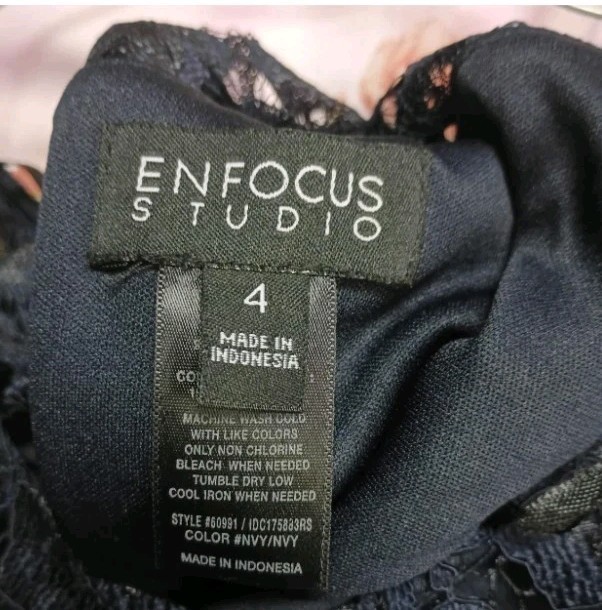 ENFOCUS
STUDIO
4
MADE IN
INDONESIA
MACHINE WASH COLD
WITH LIKE COLORS
ONLY NON CHLORINE
BLEACH WHEN NEEDED
TUMBLE DRY LOW
COOL IRON WHEN NEEDED
STYLE #60991 / IDC175883RS
COLOR #NVY/NVY
MADE IN INDONESIA